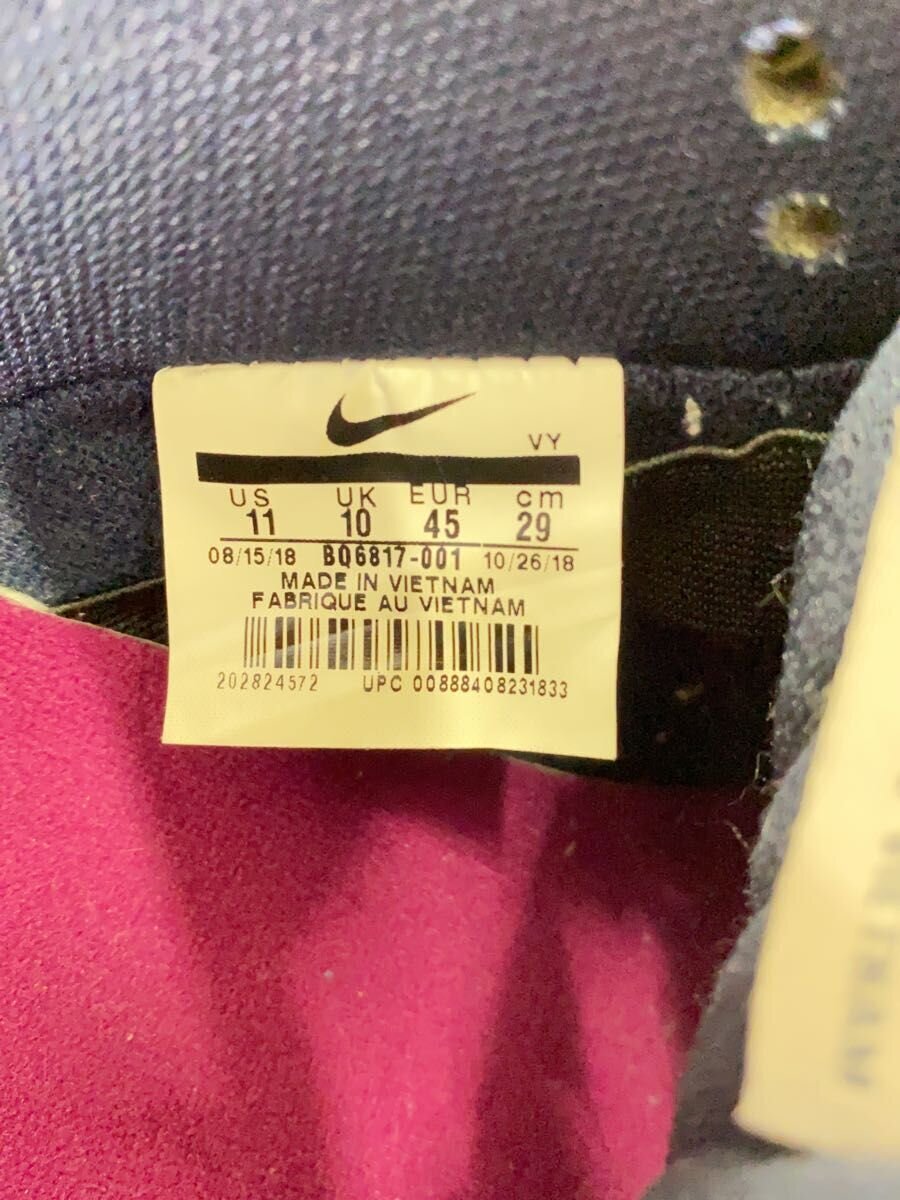 VY
US UK EUR cm
11 10 45 29
08/15/18 BQ6817-001 10/26/18
MADE IN VIETNAM
FABRIQUE AU VIETNAM
202824572 UPC 00888408231833